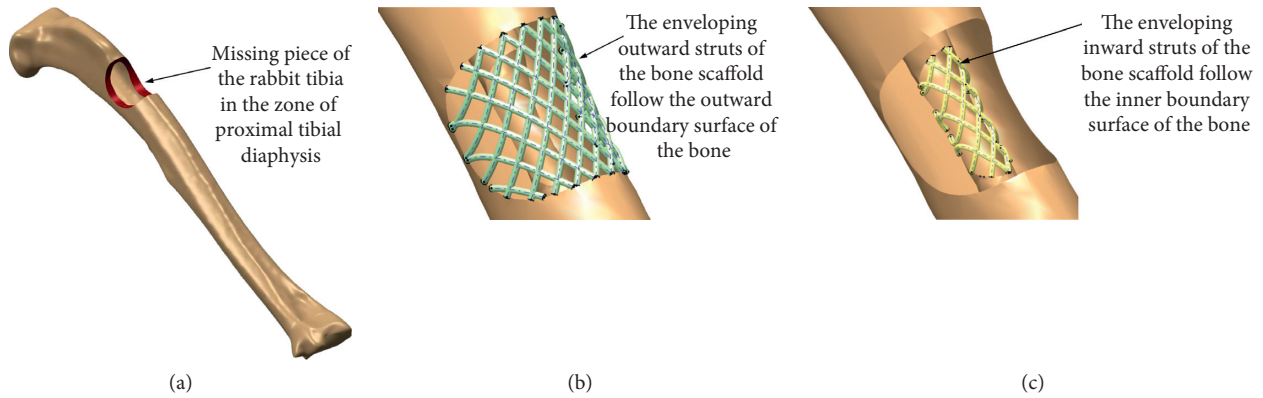 Missing piece of
the rabbit tibia
in the zone of
proximal tibial
diaphysis
(a)
The enveloping
outward struts of
the bone scaffold
follow the outward
boundary surface of
the bone
(b)
The enveloping
inward struts of the
bone scaffold follow
the inner boundary
surface of the bone
(c)